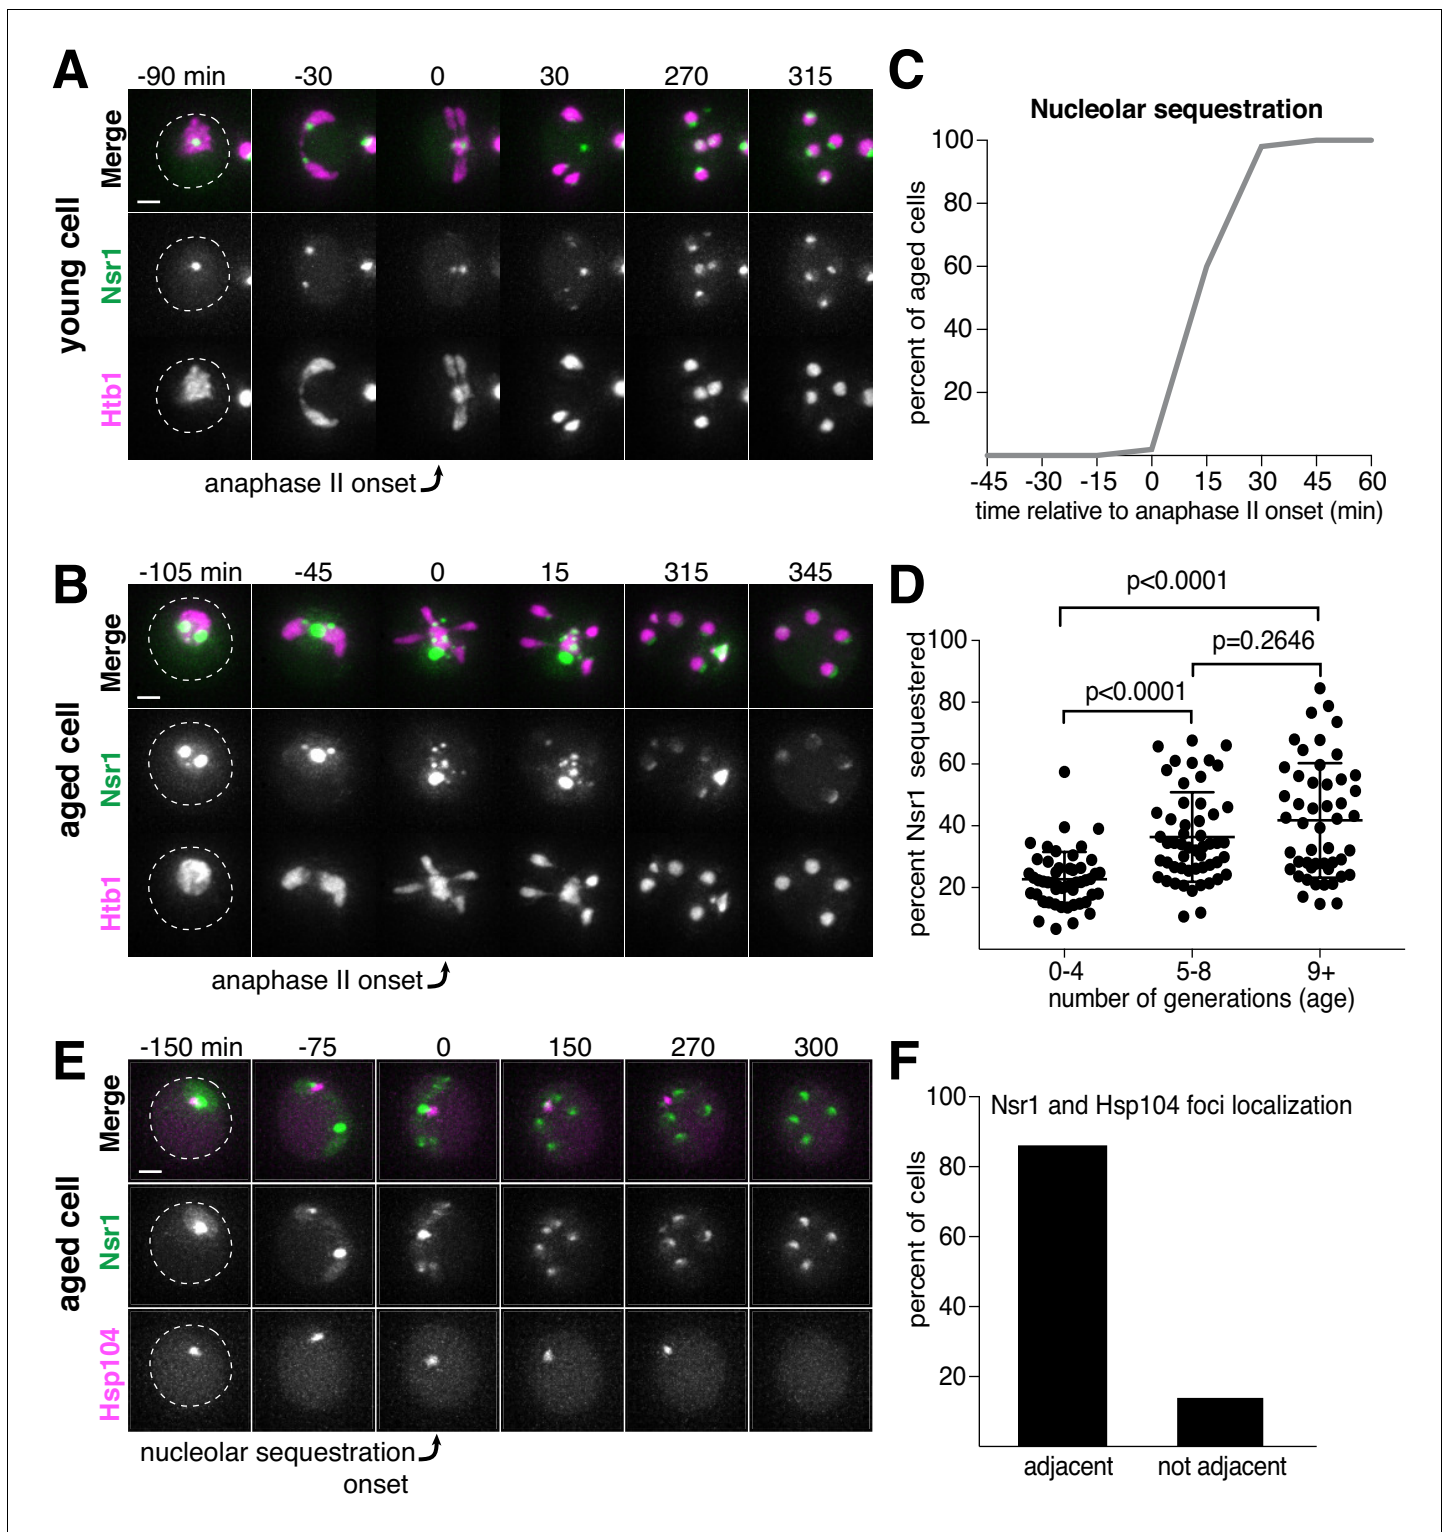 A
-90 min -30 0 30 270 315
young cell
Merge
Nsr1
Htb1
anaphase II onset
B
-105 min -45 0 15 315 345
aged cell
Merge
Nsr1
Htb1
anaphase II onset
C
Nucleolar sequestration
percent of aged cells
100
80
60
40
20
-45 -30 -15 0 15 30 45 60
time relative to anaphase II onset (min)
D
p<0.0001
p=0.2646
p<0.0001
percent Nsr1 sequestered
100
80
60
40
20
0-4 5-8 9+
number of generations (age)
E
-150 min -75 0 150 270 300
aged cell
Merge
Nsr1
Hsp104
nucleolar sequestration
onset
F
Nsr1 and Hsp104 foci localization
percent of cells
100
80
60
40
20
adjacent not adjacent